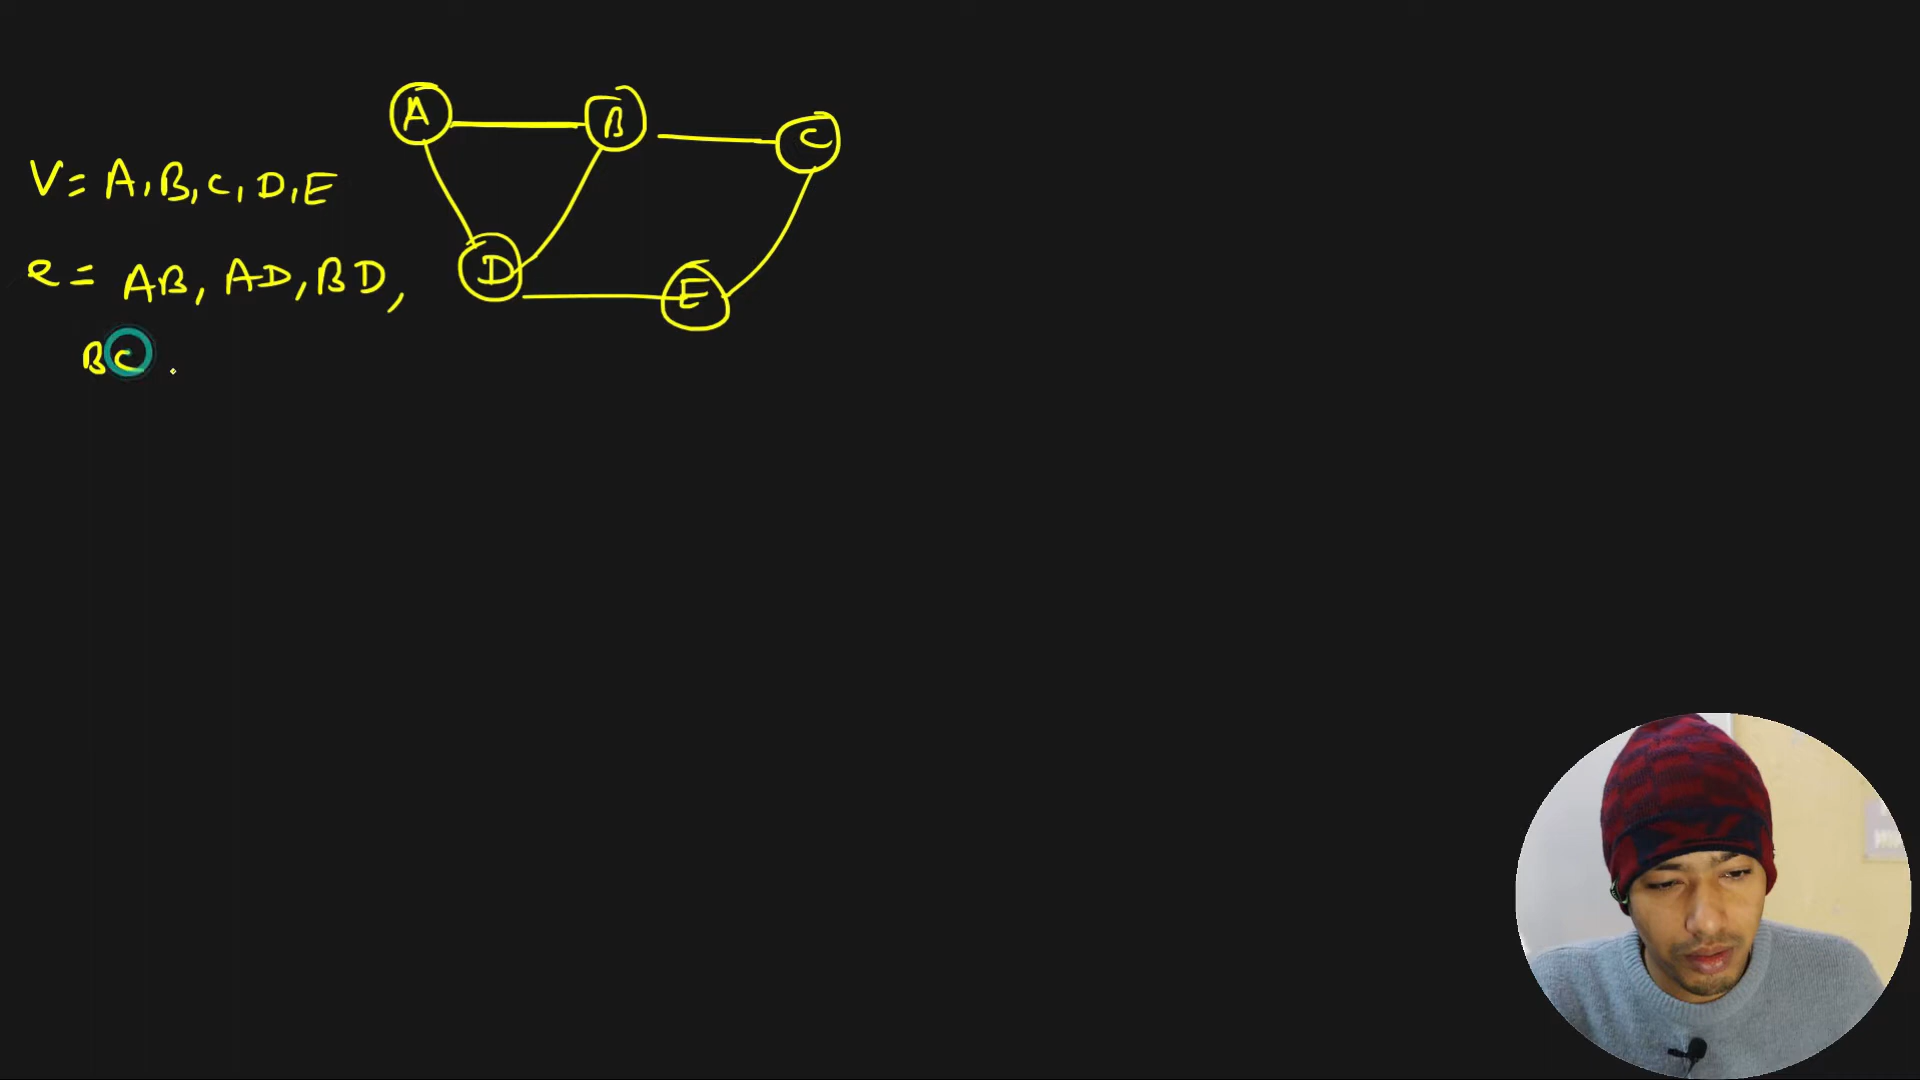 A
B
C
V = A, B, C, D, E
D
E
e = AB, AD, BD,
BC